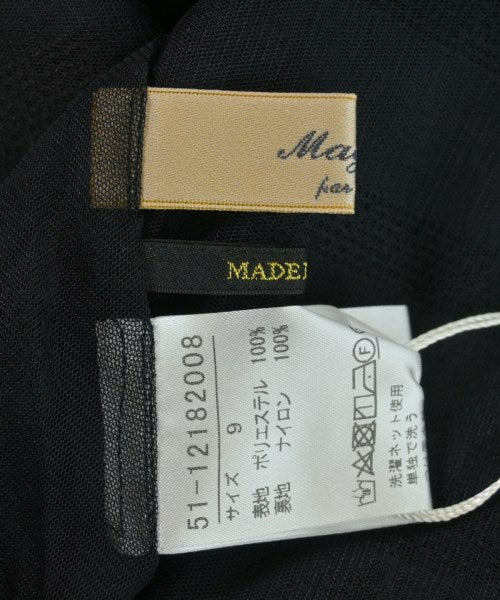 May
par
MADE
51-12182008
サイズ 9
表地 ポリエステル 100%
裏地 ナイロン 100%
洗濯ネット使用
単独で洗う